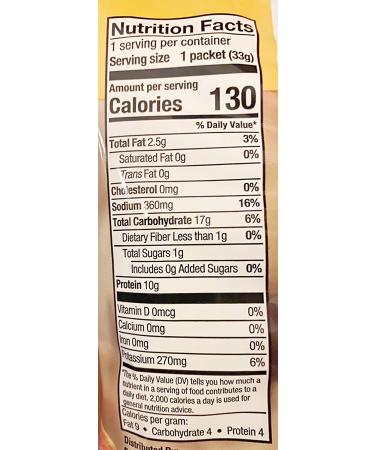 Nutrition Facts
1 serving per container
Serving size 1 packet (33g)
Amount per serving
Calories 130
% Daily Value*
Total Fat 2.5g 3%
Saturated Fat 0g 0%
Trans Fat 0g
Cholesterol 0mg 0%
Sodium 360mg 16%
Total Carbohydrate 17g 6%
Dietary Fiber Less than 1g 0%
Total Sugars 1g
Includes 0g Added Sugars 0%
Protein 10g
Vitamin D 0mcg 0%
Calcium 0mg 0%
Iron 0mg 0%
Potassium 270mg 6%
*The % Daily Value (DV) tells you how much a
nutrient in a serving of food contributes to a
daily diet. 2,000 calories a day is used for
general nutrition advice.
Calories per gram:
Fat 9 • Carbohydrate 4 • Protein 4
Distributed